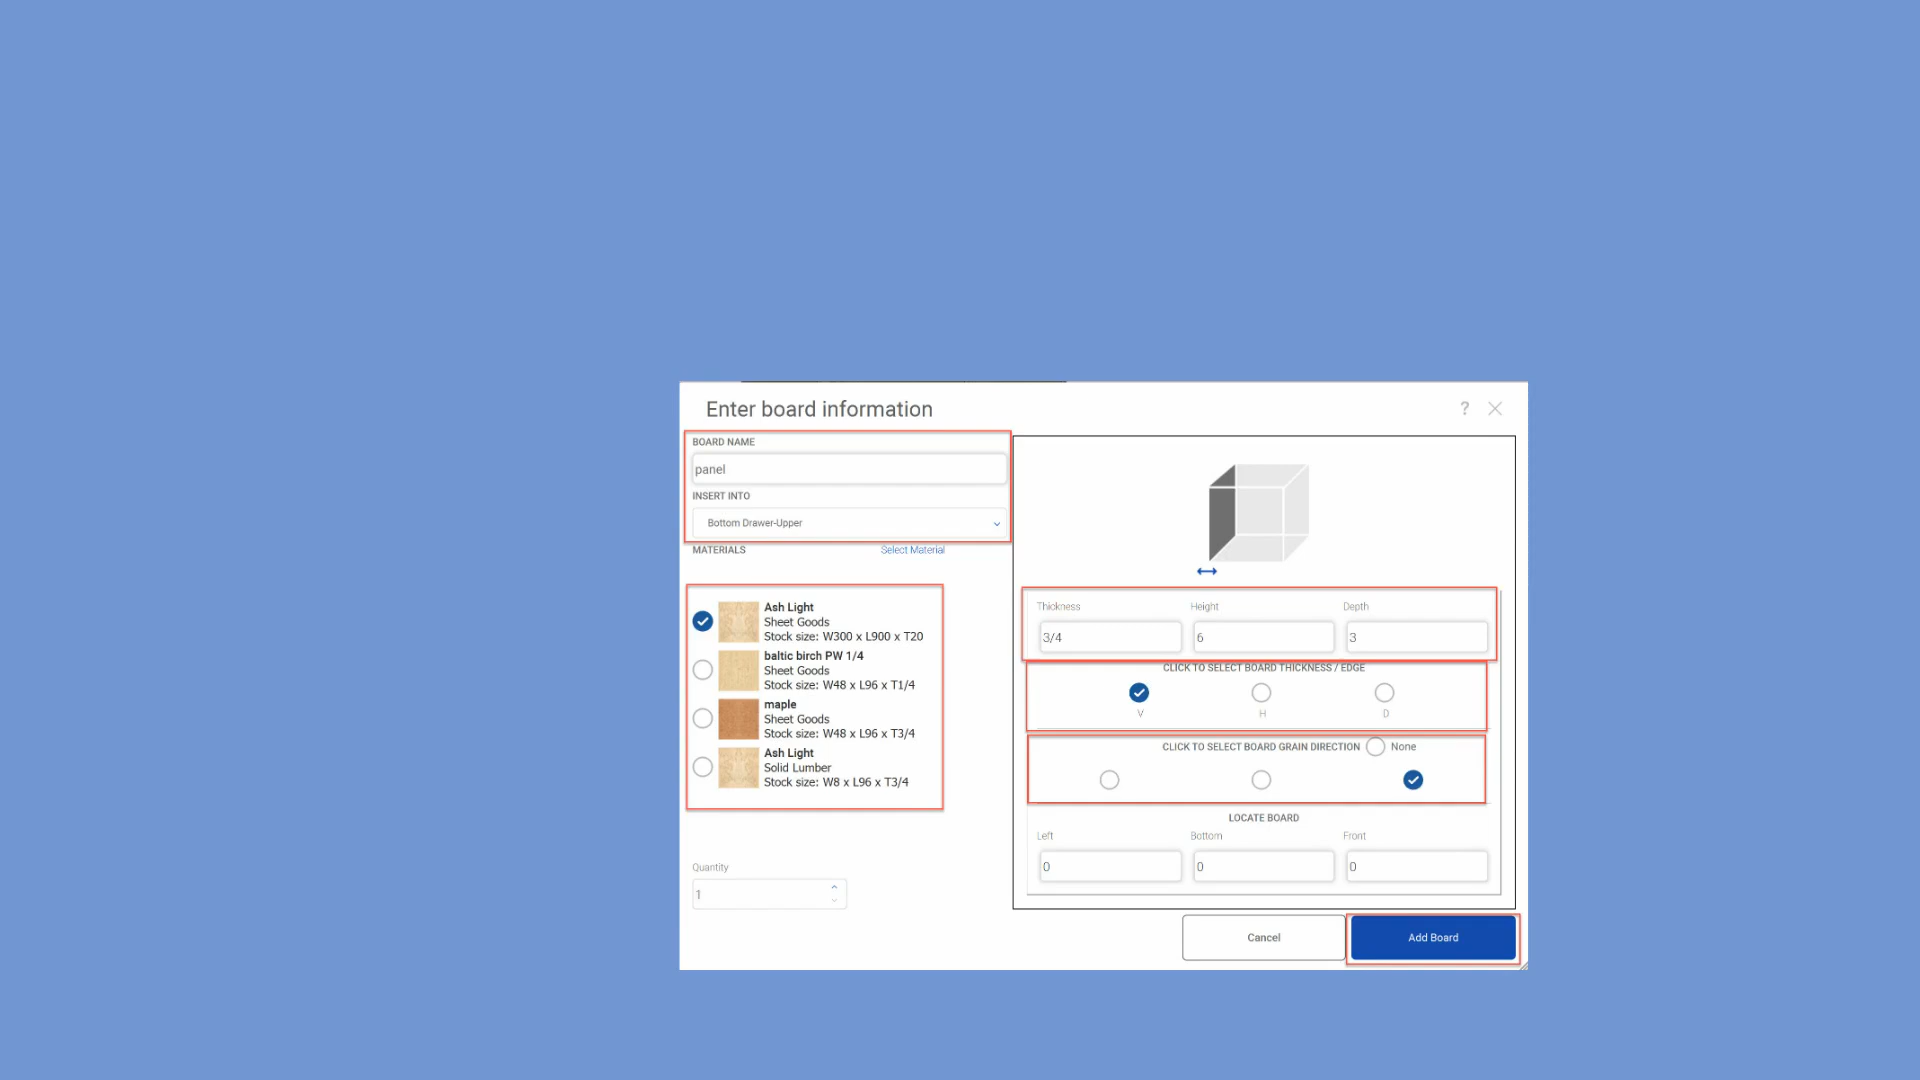 Enter board information
?
BOARD NAME
panel
INSERT INTO
Bottom Drawer-Upper
MATERIALS
Select Material
Ash Light
Sheet Goods
Stock size: W300 x L900 x T20
baltic birch PW 1/4
Sheet Goods
Stock size: W48 x L96 x T1/4
maple
Sheet Goods
Stock size: W48 x L96 x T3/4
Ash Light
Solid Lumber
Stock size: W8 x L96 x T3/4
Quantity
1
Thickness Height Depth
3/4 6 3
CLICK TO SELECT BOARD THICKNESS / EDGE
V H D
CLICK TO SELECT BOARD GRAIN DIRECTION None
LOCATE BOARD
Left Bottom Front
0 0 0
Cancel Add Board